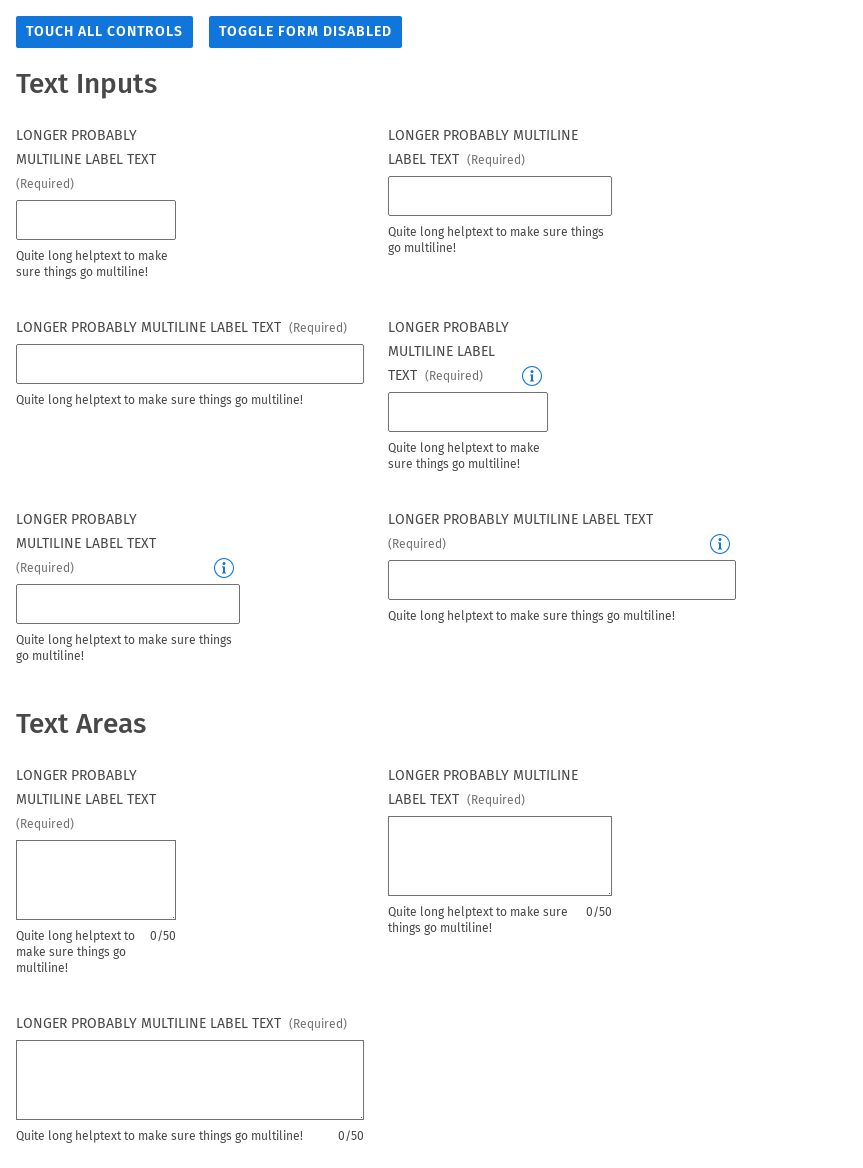 TOUCH ALL CONTROLS TOGGLE FORM DISABLED
Text Inputs
LONGER PROBABLY
MULTILINE LABEL TEXT
(Required)
Quite long helptext to make
sure things go multiline!
LONGER PROBABLY MULTILINE
LABEL TEXT (Required)
Quite long helptext to make sure things
go multiline!
LONGER PROBABLY MULTILINE LABEL TEXT (Required)
Quite long helptext to make sure things go multiline!
LONGER PROBABLY
MULTILINE LABEL
TEXT (Required)
Quite long helptext to make
sure things go multiline!
LONGER PROBABLY
MULTILINE LABEL TEXT
(Required)
Quite long helptext to make sure things
go multiline!
LONGER PROBABLY MULTILINE LABEL TEXT
(Required)
Quite long helptext to make sure things go multiline!
Text Areas
LONGER PROBABLY
MULTILINE LABEL TEXT
(Required)
Quite long helptext to 0/50
make sure things go
multiline!
LONGER PROBABLY MULTILINE
LABEL TEXT (Required)
Quite long helptext to make sure 0/50
things go multiline!
LONGER PROBABLY MULTILINE LABEL TEXT (Required)
Quite long helptext to make sure things go multiline! 0/50